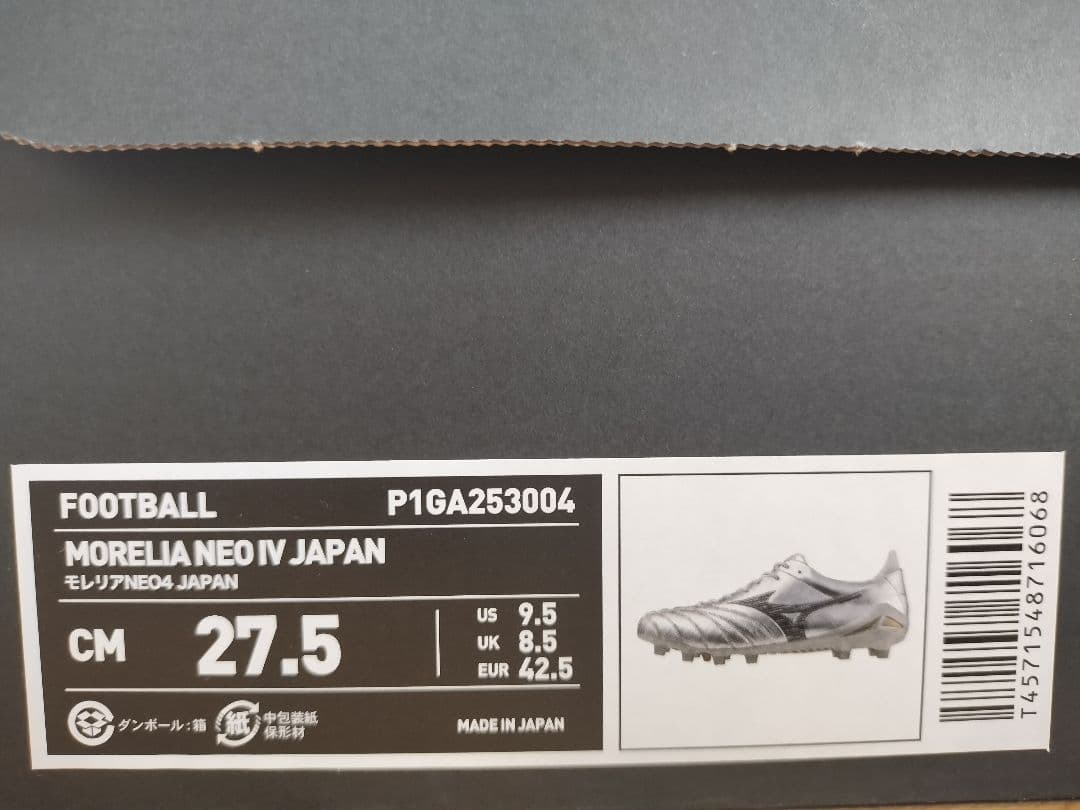 FOOTBALL P1GA253004
MORELIA NEO IV JAPAN
モレリアNEO4 JAPAN
CM 27.5
US 9.5
UK 8.5
EUR 42.5
ダンボール:箱
紙
中包装紙
保形材
MADE IN JAPAN
T4571548716068